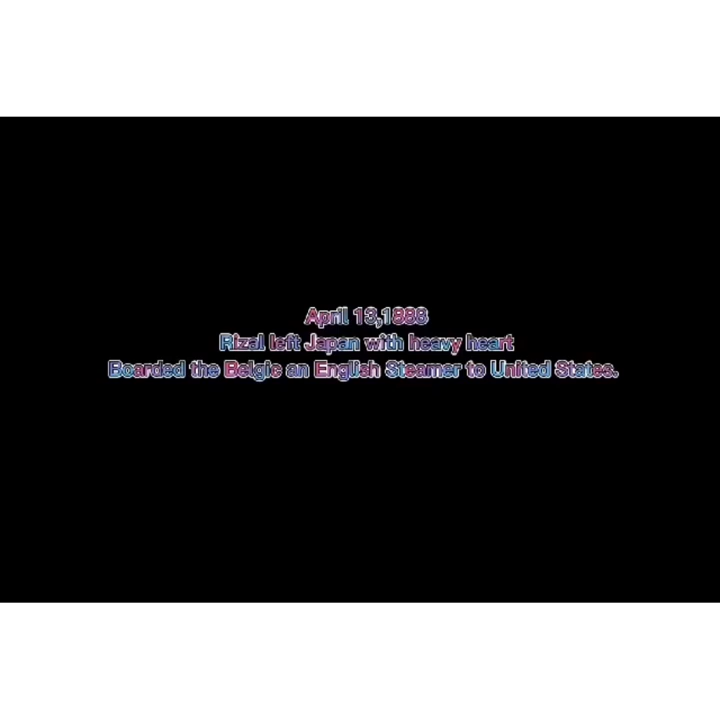 April 13,1888
Rizal left Japan with heavy heart
Boarded the Belgic an English Steamer to United States.